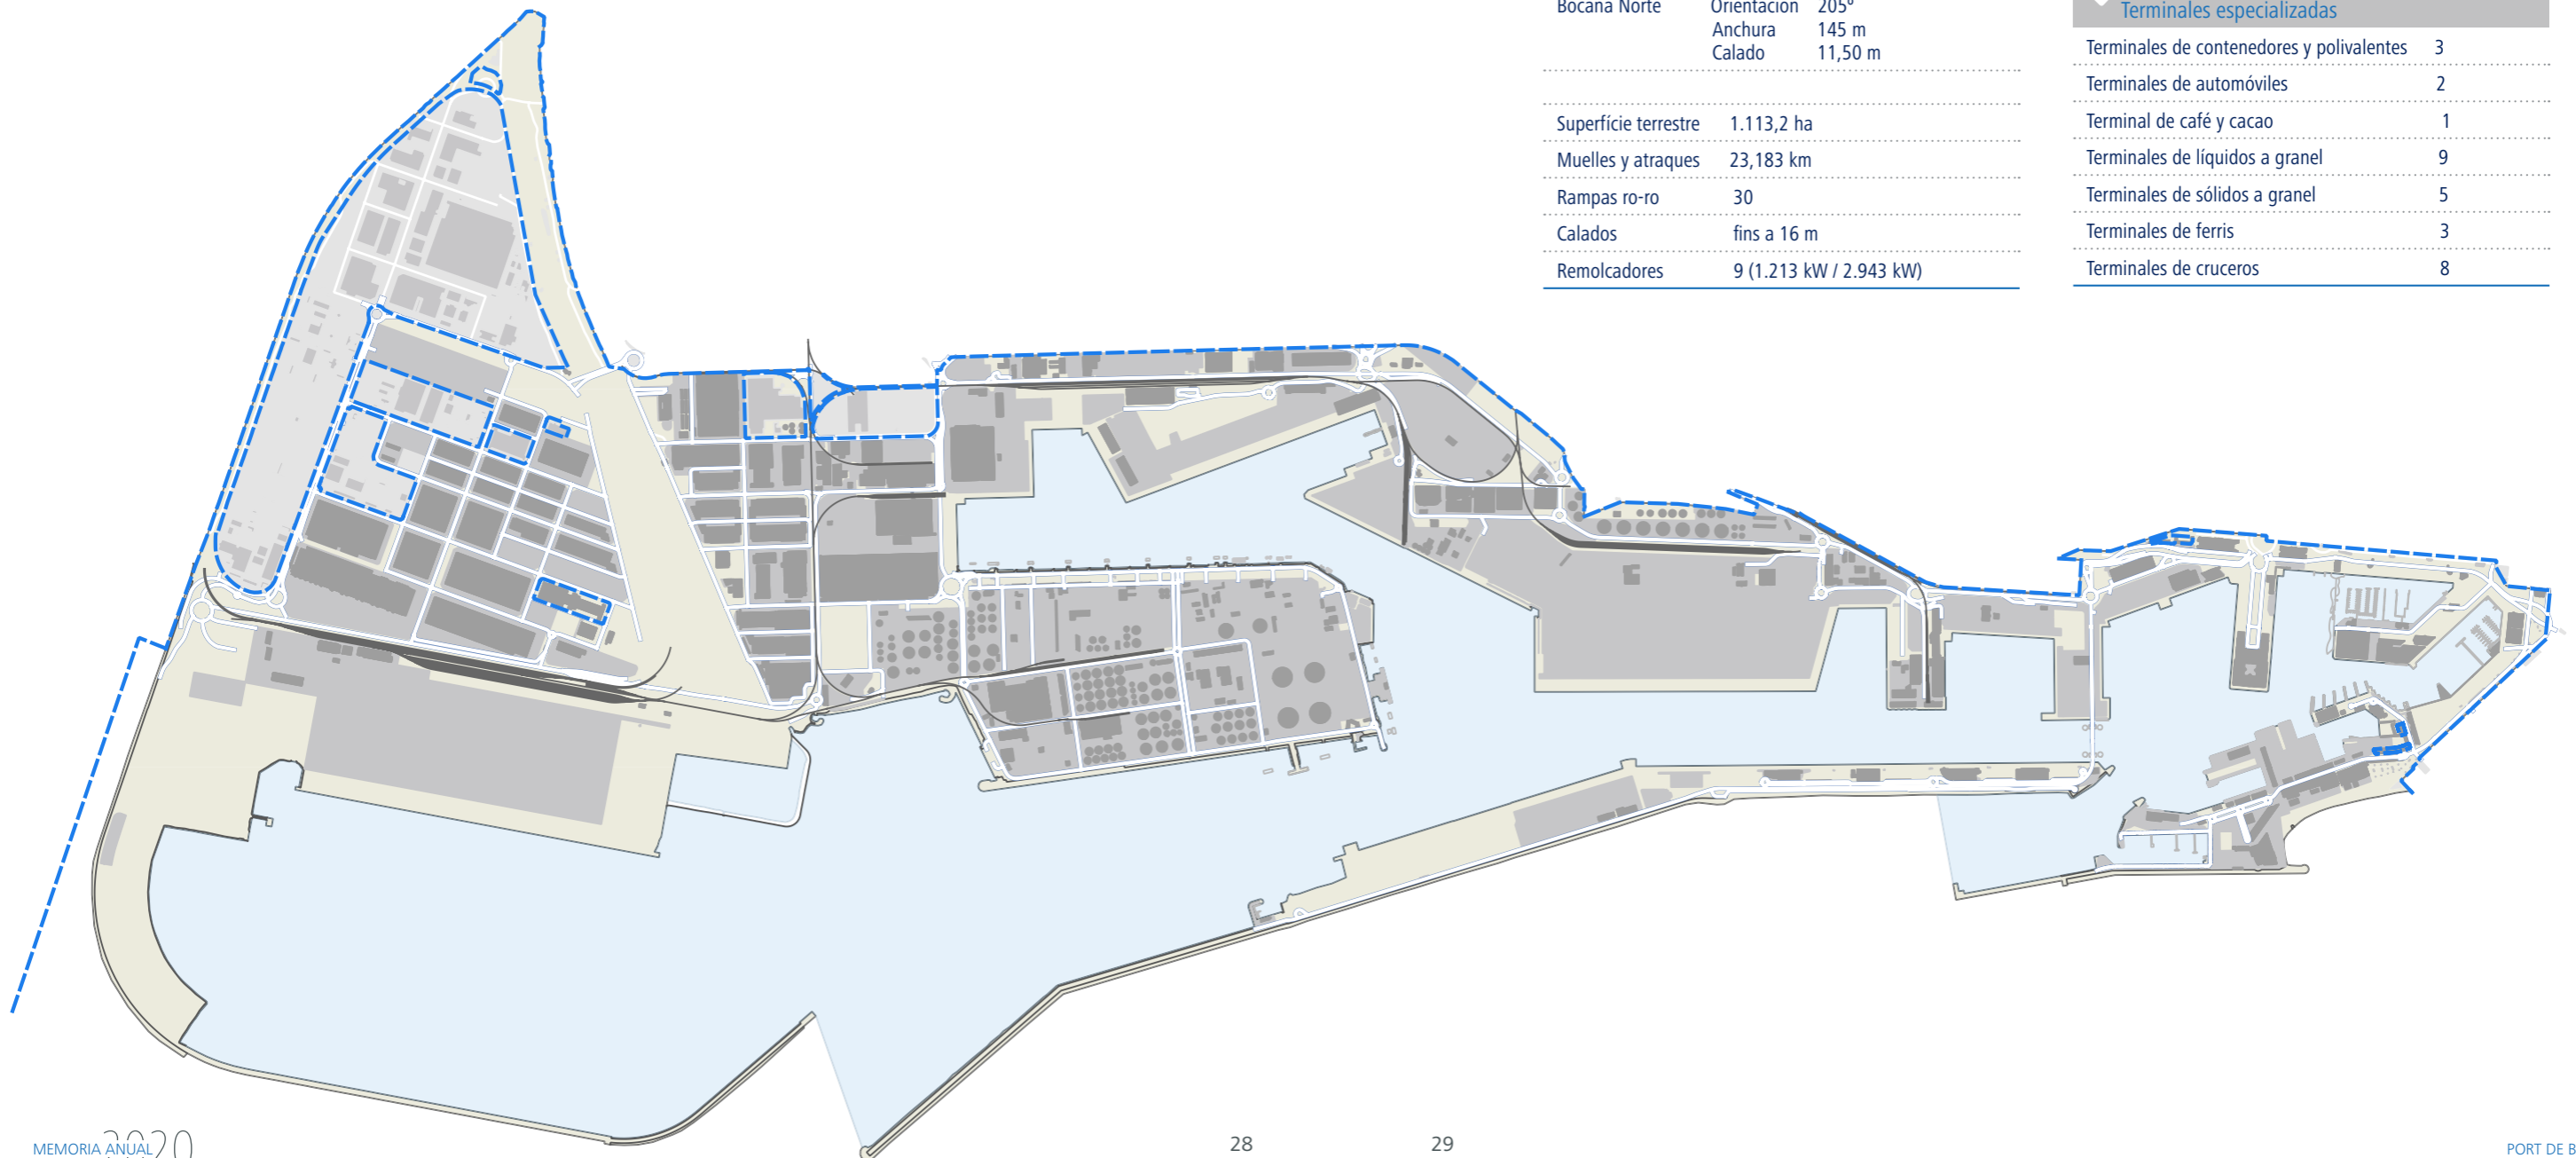 Bocana Norte Orientación 205º
Anchura 145 m
Calado 11,50 m
Superfície terrestre 1.113,2 ha
Muelles y atraques 23,183 km
Rampas ro-ro 30
Calados fins a 16 m
Remolcadores 9 (1.213 kW / 2.943 kW)
Terminales especializadas
Terminales de contenedores y polivalentes 3
Terminales de automóviles 2
Terminal de café y cacao 1
Terminales de líquidos a granel 9
Terminales de sólidos a granel 5
Terminales de ferris 3
Terminales de cruceros 8
MEMORIA ANUAL 2020
28
29
PORT DE B